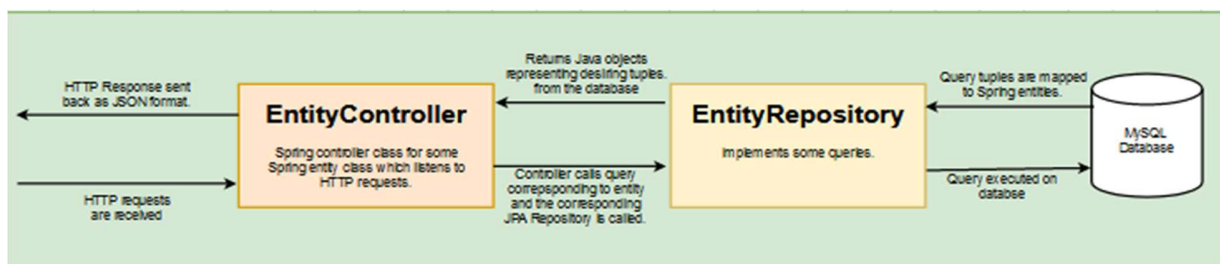 HTTP Response sent
back as JSON format.
HTTP requests
are received
EntityController
Spring controller class for some
Spring entity class which listens to
HTTP requests.
Returns Java objects
representing desiring tuples.
from the database
Controller calls query
correpsponding to entity
and the corresponding
JPA Repository is called.
EntityRepository
Implements some queries.
Query tuples are mapped
to Spring entities.
Query executed on
databse
MySQL
Database